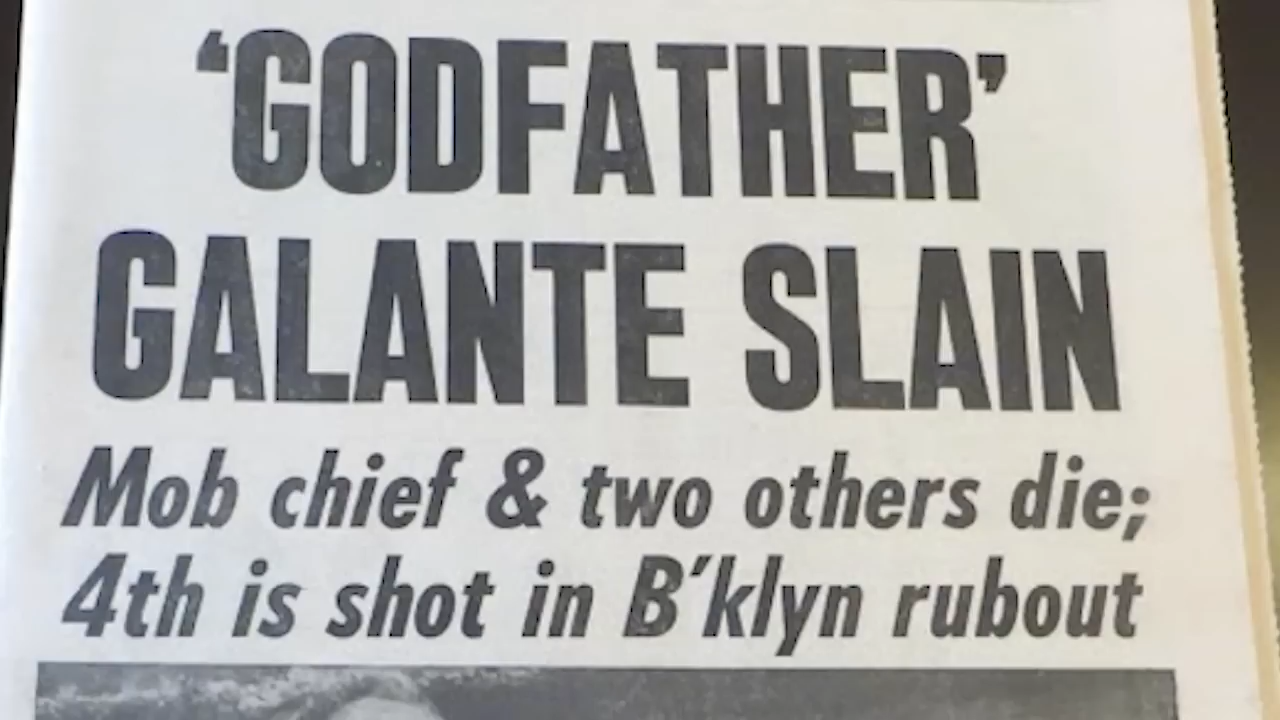 ‘GODFATHER’
GALANTE SLAIN
Mob chief & two others die;
4th is shot in B'klyn rubout